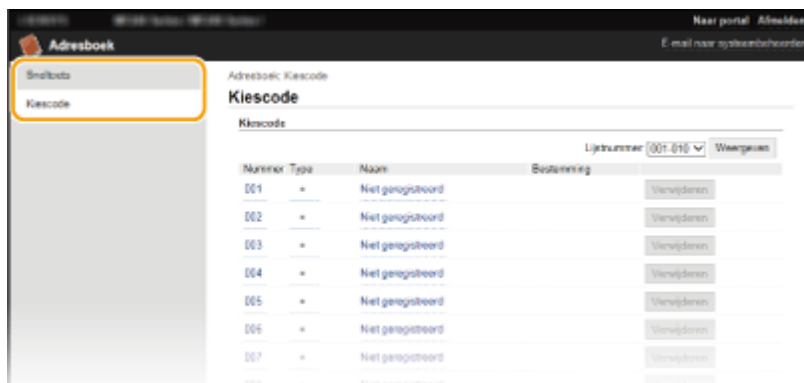 Naar portal Afmelden
Adresboek
E-mail naar systeembeheerder
Sneltoets
Kiescode
Adresboek: Kiescode
Kiescode
Kiescode
Lijstnummer 001-010 Weergeven
Nummer Type Naam Bestemming
001 Niet geregistreerd Verwijderen
002 Niet geregistreerd Verwijderen
003 Niet geregistreerd Verwijderen
004 Niet geregistreerd Verwijderen
005 Niet geregistreerd Verwijderen
006 Niet geregistreerd Verwijderen
007 Niet geregistreerd Verwijderen